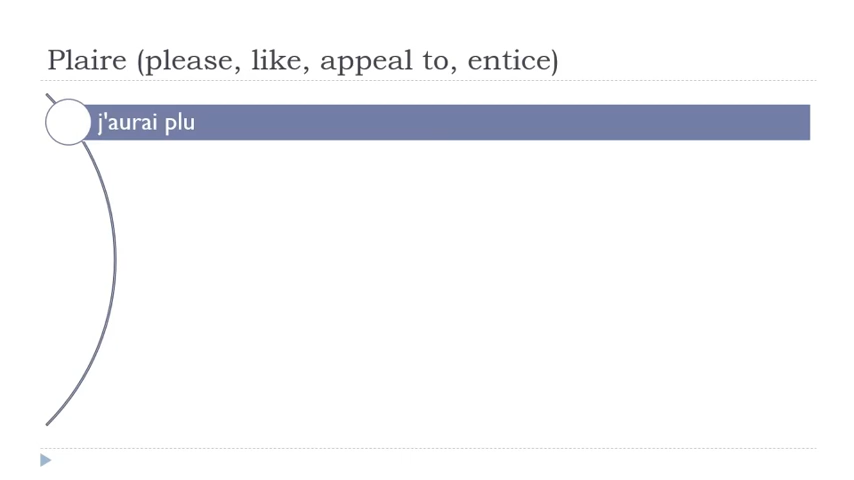 Plaire (please, like, appeal to, entice)
j'aurai plu